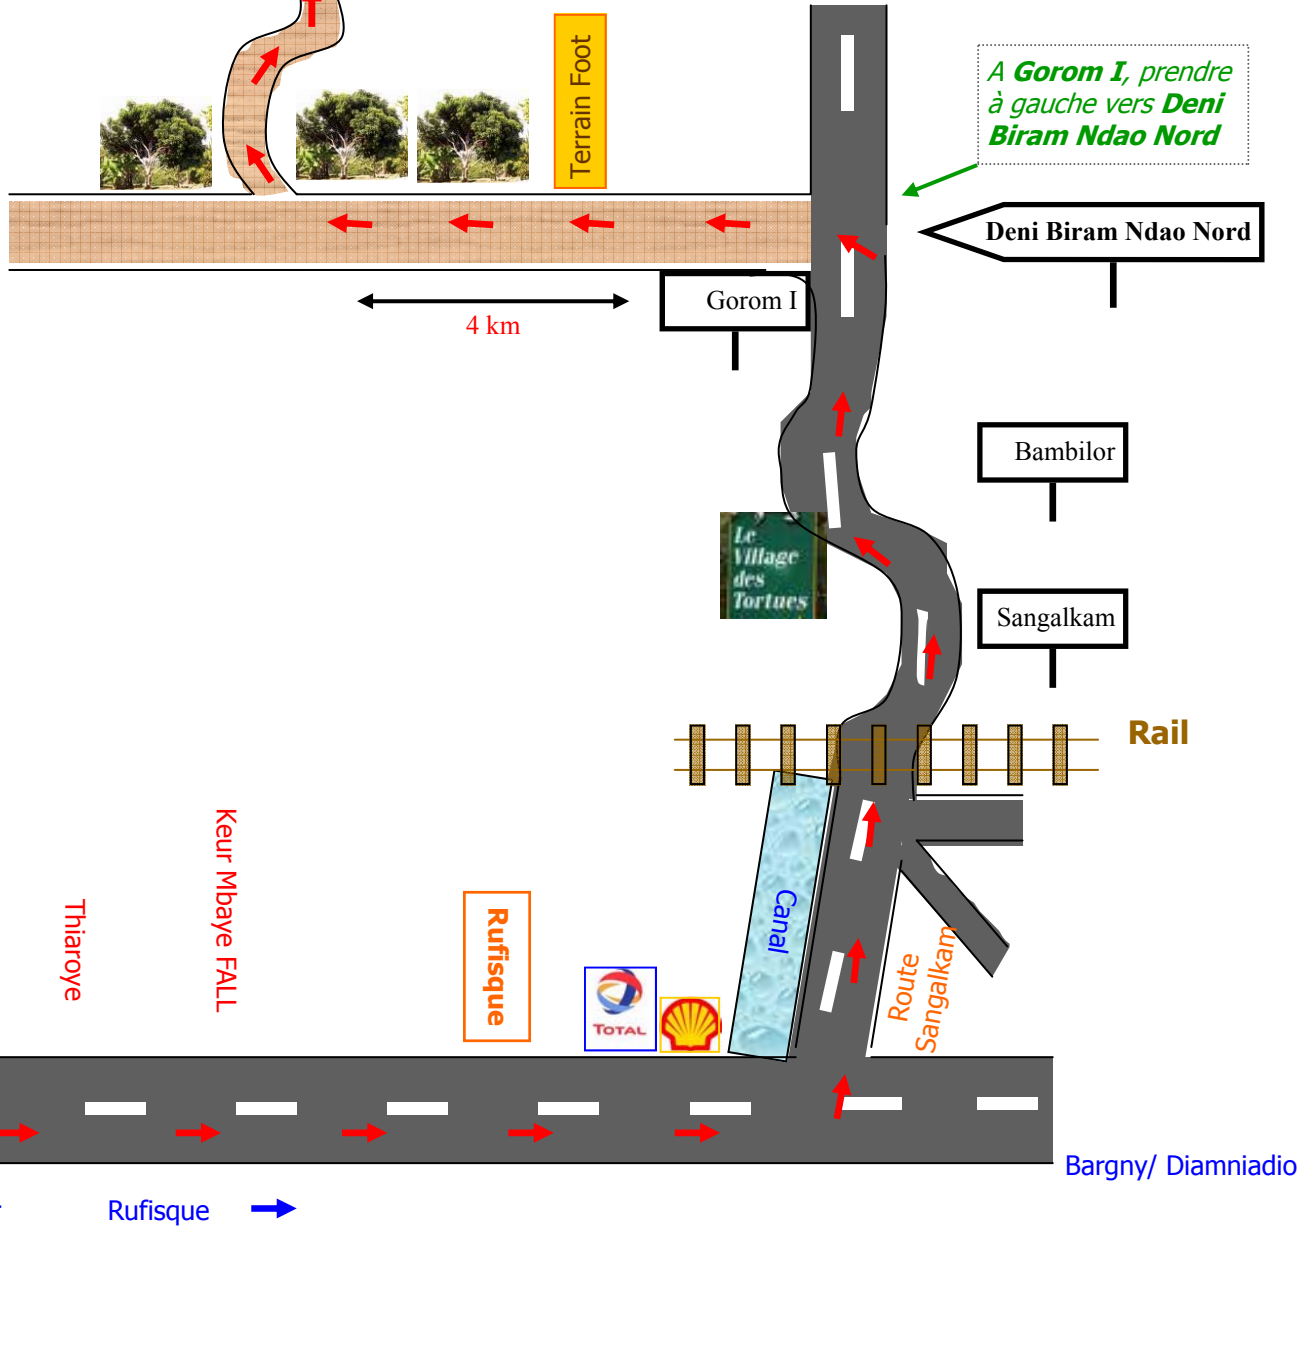 Terrain Foot
A Gorom I, prendre
à gauche vers Deni
Biram Ndao Nord
Deni Biram Ndao Nord
Gorom I
4 km
Bambilor
Le
Village
des
Tortues
Sangalkam
Rail
Keur Mbaye FALL
Thiaroye
Rufisque
TOTAL
Canal
Route
Sangalkam
Bargny/ Diamniadio
Rufisque